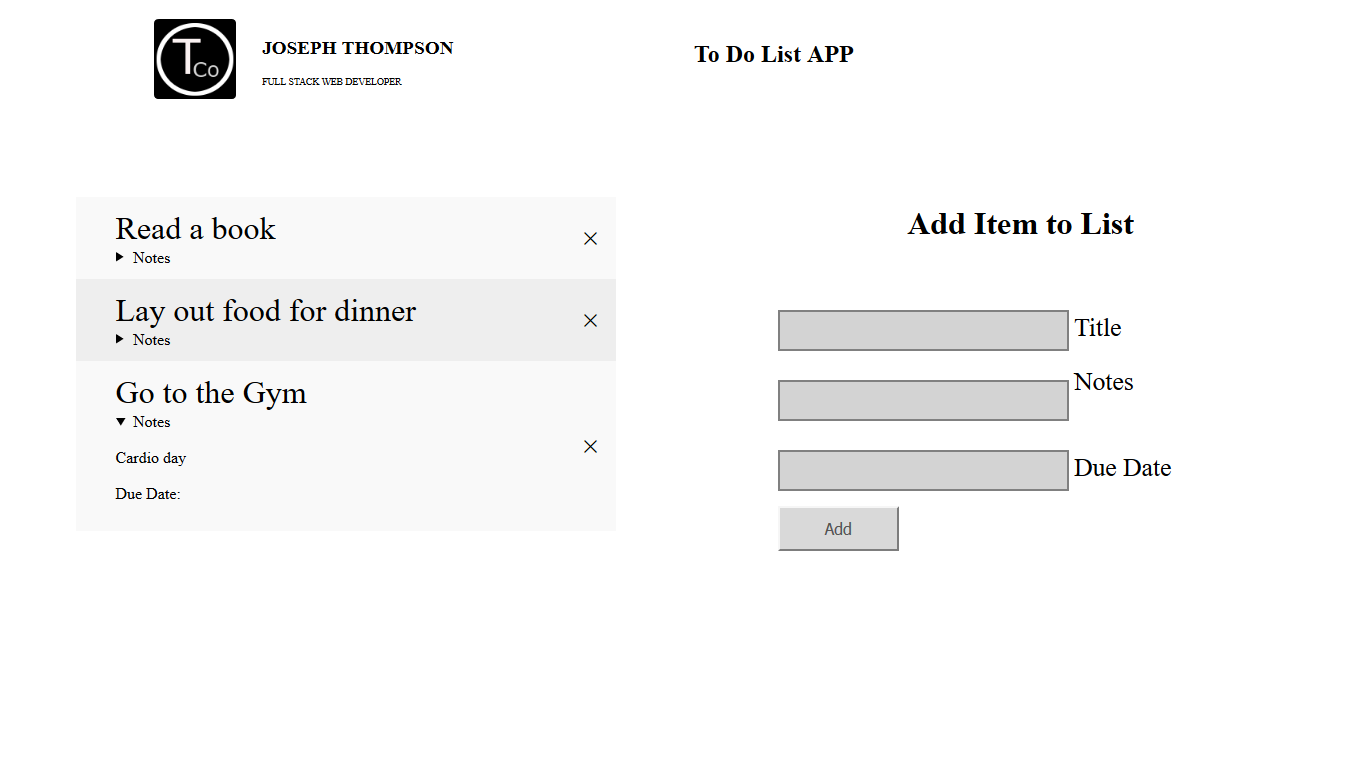 TCo
JOSEPH THOMPSON
FULL STACK WEB DEVELOPER
To Do List APP
Read a book
Notes
Lay out food for dinner
Notes
Go to the Gym
Notes
Cardio day
Due Date:
Add Item to List
Title
Notes
Due Date
Add